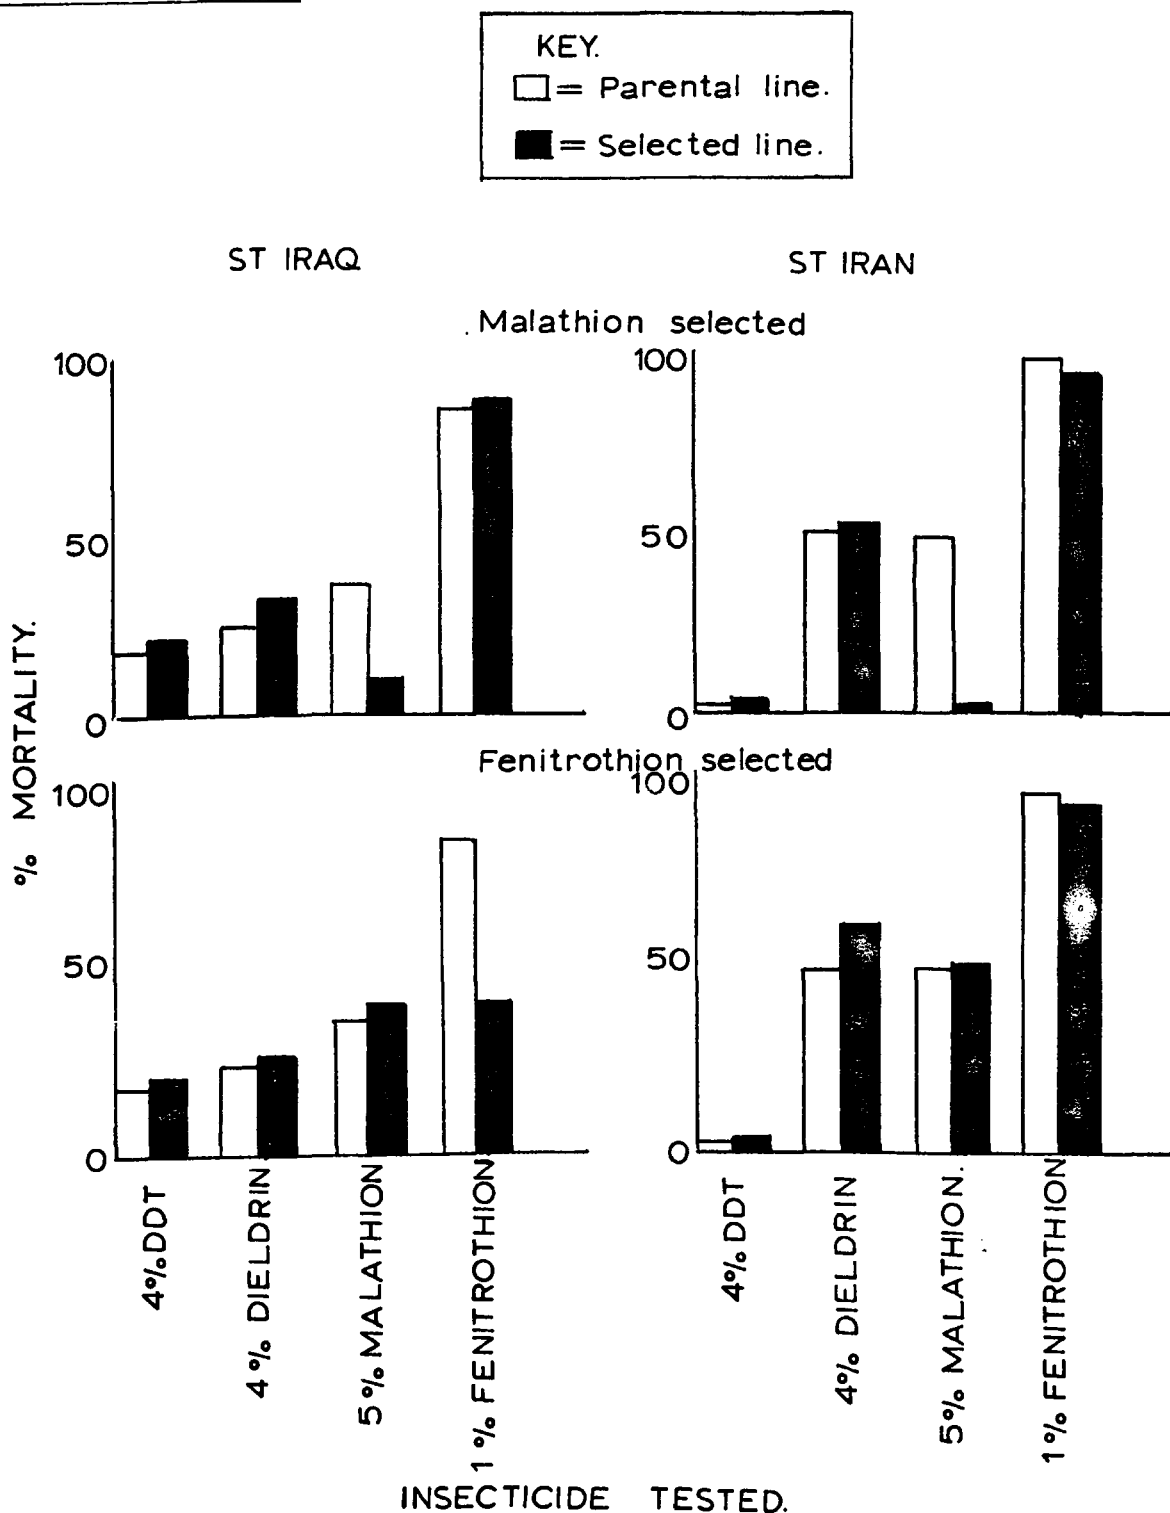 KEY.
= Parental line.
= Selected line.
ST IRAQ
ST IRAN
Malathion selected
100
50
0
100
50
0
% MORTALITY.
Fenitrothion selected
100
50
0
100
50
0
4% DDT
4% DIELDRIN
5% MALATHION
1% FENITROTHION
4% DDT
4% DIELDRIN
5% MALATHION.
1% FENITROTHION
INSECTICIDE TESTED.